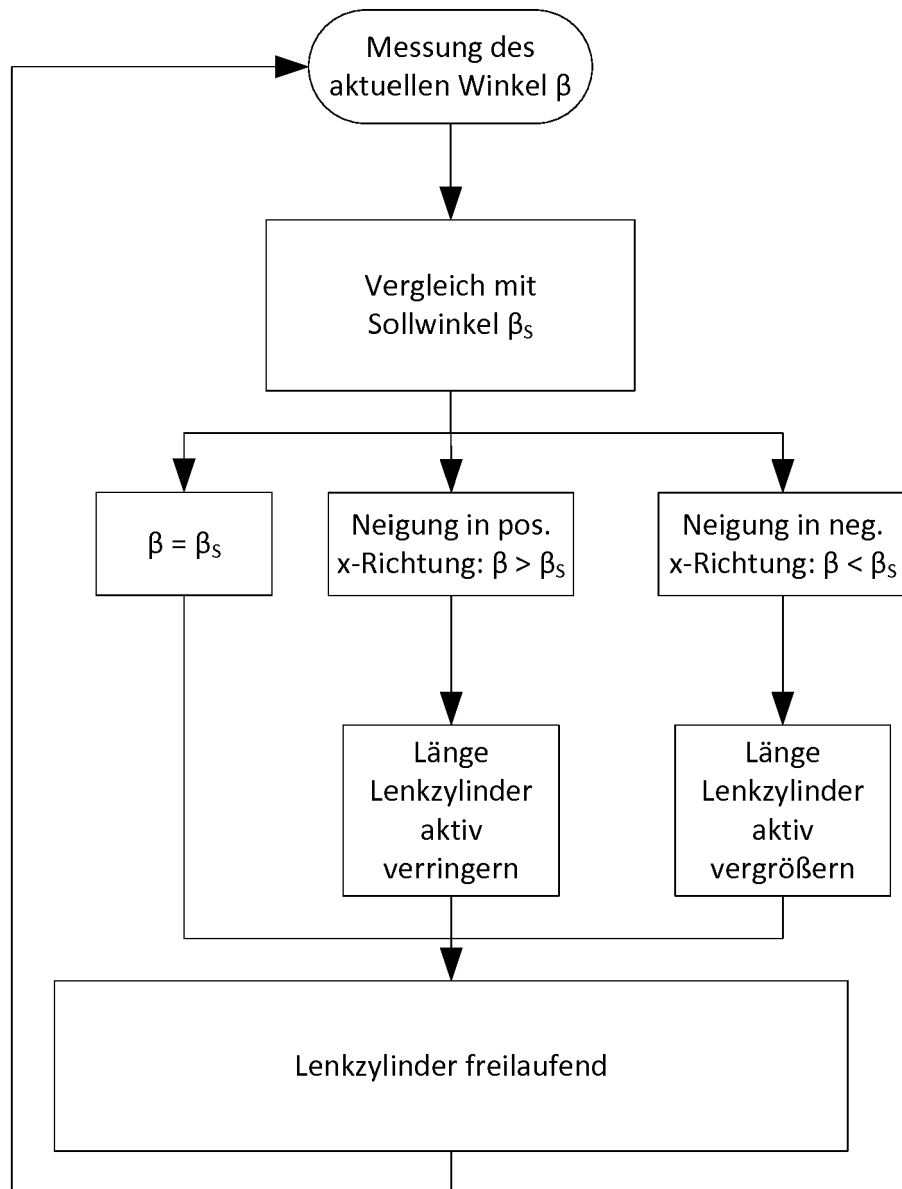 Messung des
aktuellen Winkel β
Vergleich mit
Sollwinkel βS
β = βS
Neigung in pos.
x-Richtung: β > βS
Neigung in neg.
x-Richtung: β < βS
Länge
Lenkzylinder
aktiv
verringern
Länge
Lenkzylinder
aktiv
vergrößern
Lenkzylinder freilaufend